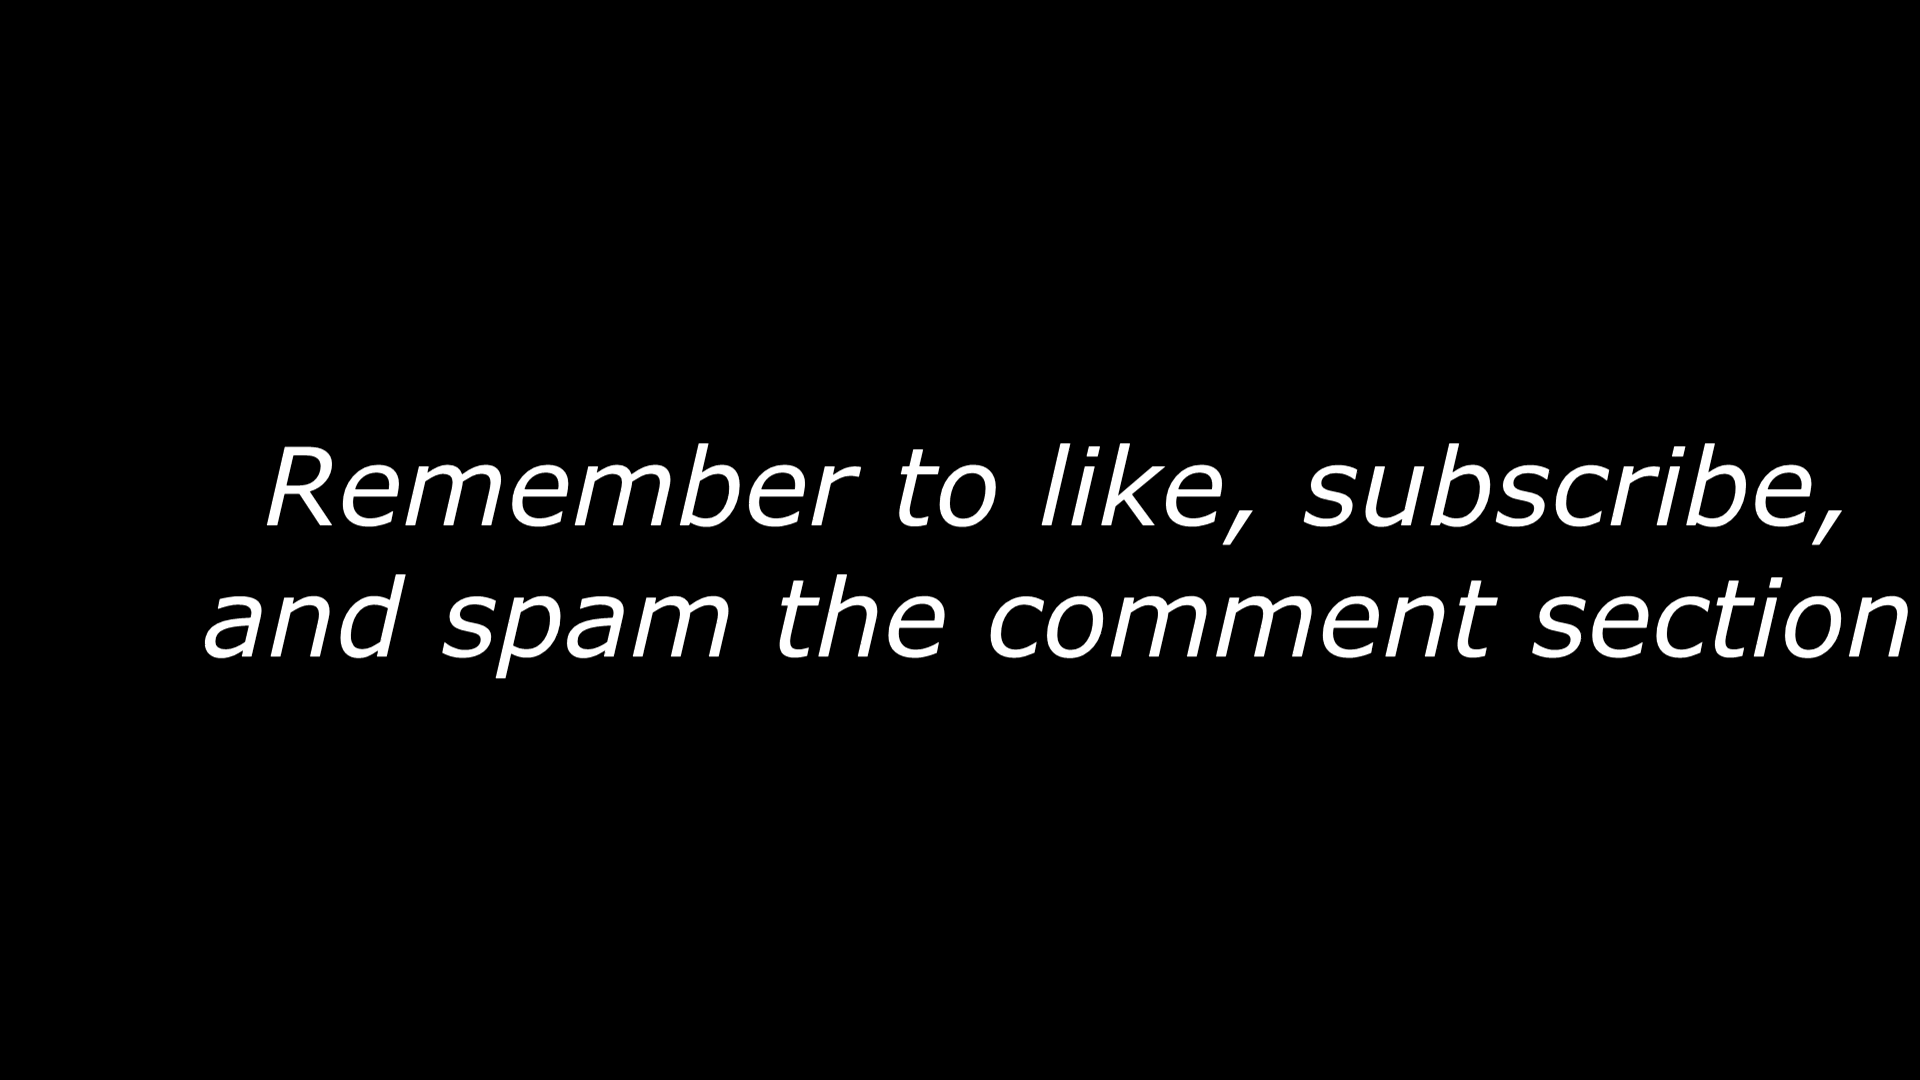 Remember to like, subscribe,
and spam the comment section